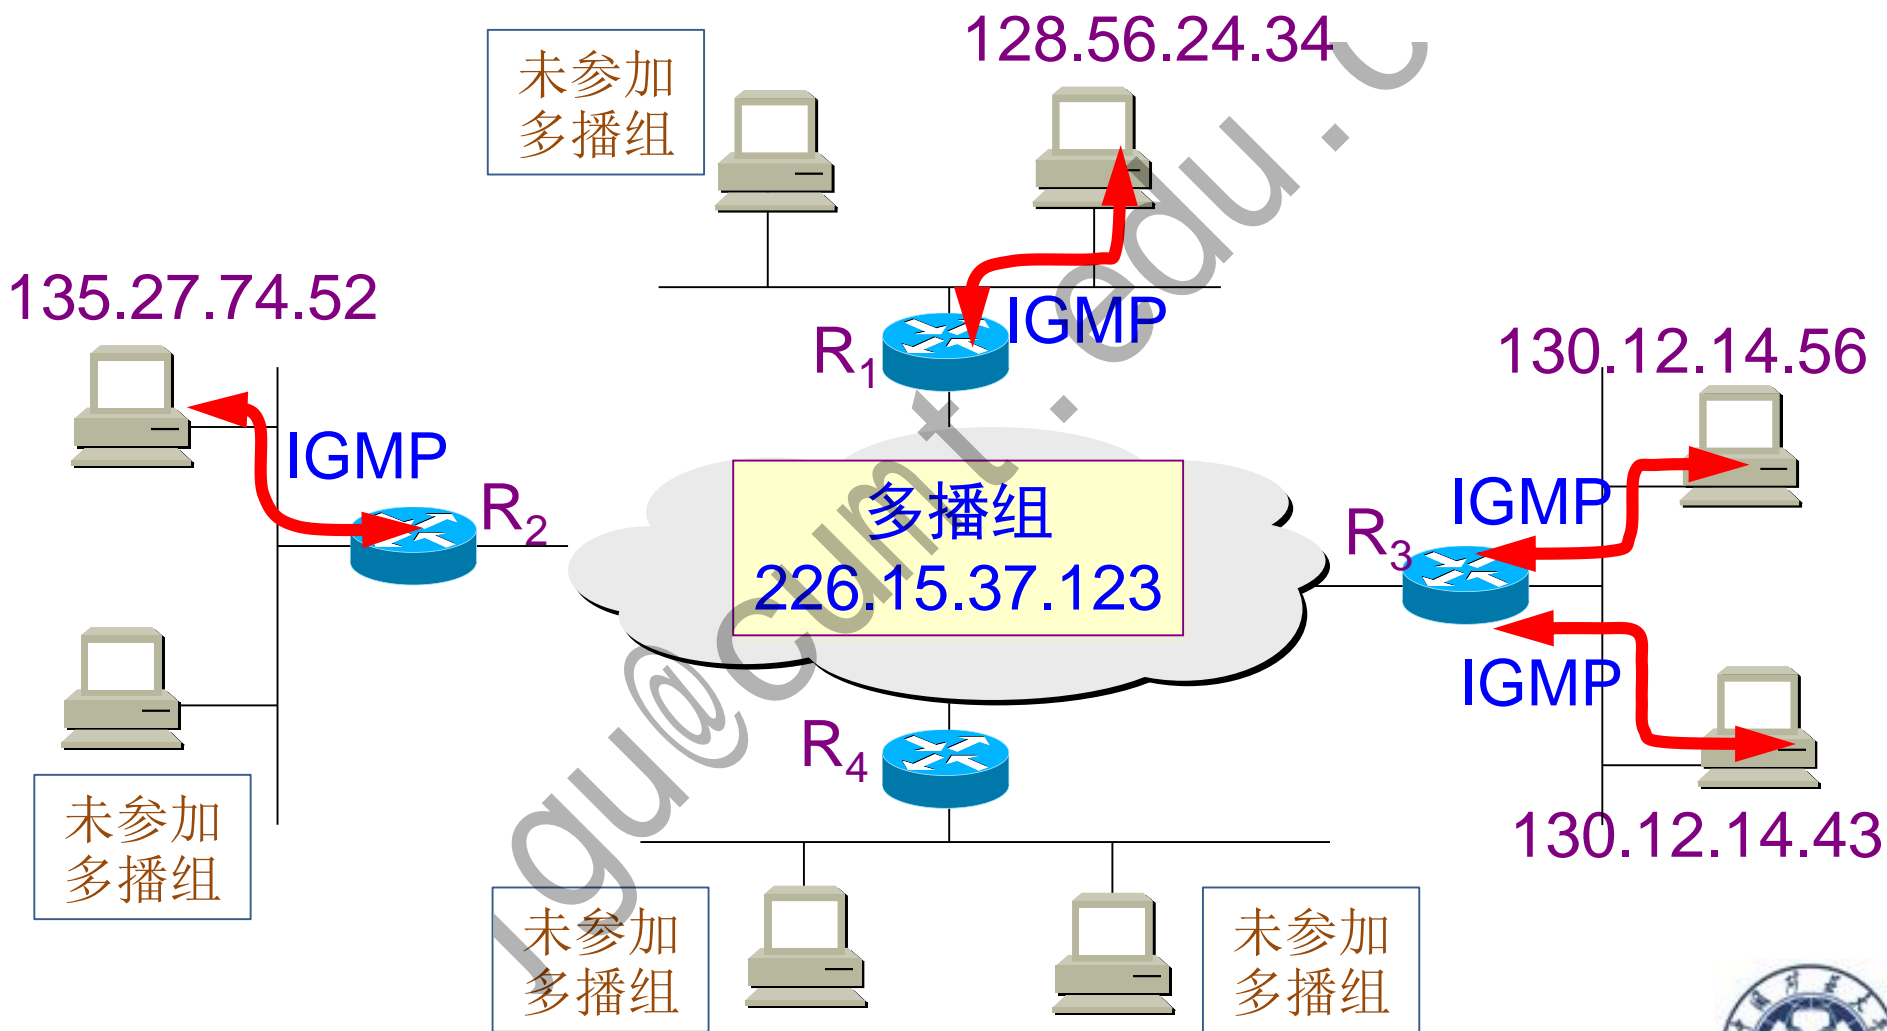 128.56.24.34
未参加
多播组
135.27.74.52
IGMP
R1
130.12.14.56
IGMP
R2
多播组
226.15.37.123
IGMP
R3
IGMP
R4
130.12.14.43
未参加
多播组
未参加
多播组
未参加
多播组
gu@cumt.edu.c